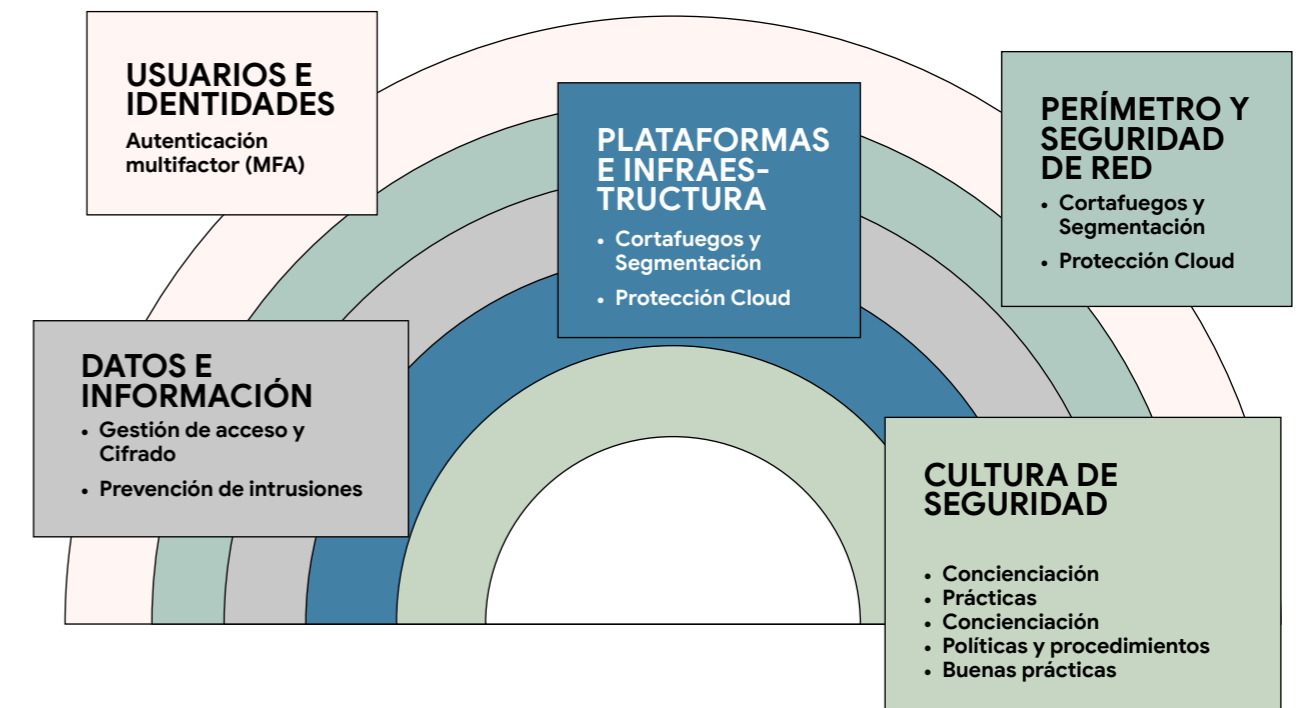 USUARIOS E
IDENTIDADES
Autenticación
multifactor (MFA)
PLATAFORMAS
E INFRAES-
TRUCTURA
• Cortafuegos y
Segmentación
• Protección Cloud
PERÍMETRO Y
SEGURIDAD
DE RED
• Cortafuegos y
Segmentación
• Protección Cloud
DATOS E
INFORMACIÓN
• Gestión de acceso y
Cifrado
• Prevención de intrusiones
CULTURA DE
SEGURIDAD
• Concienciación
• Prácticas
• Concienciación
• Políticas y procedimientos
• Buenas prácticas